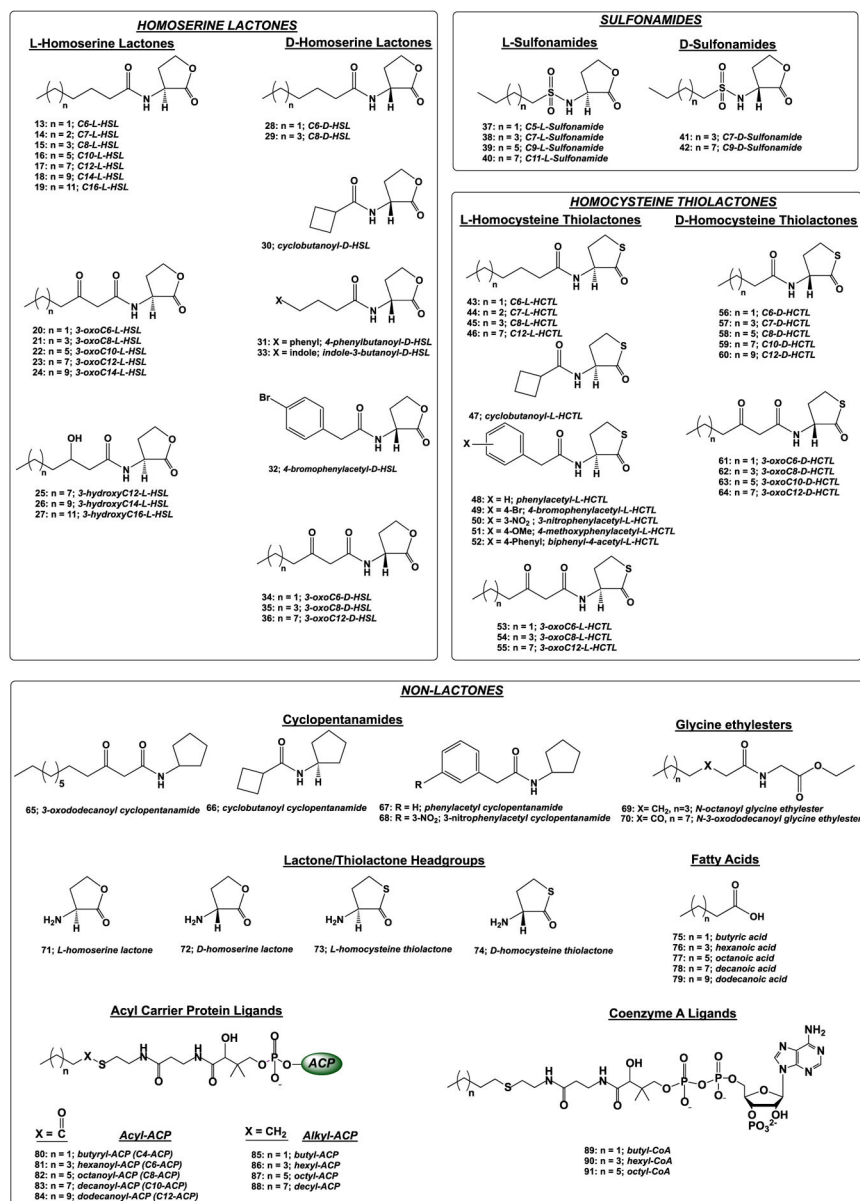 HOMOSERINE LACTONES
L-Homoserine Lactones
D-Homoserine Lactones
13: n = 1; C6-L-HSL
14: n = 2; C7-L-HSL
15: n = 3; C8-L-HSL
16: n = 5; C10-L-HSL
17: n = 7; C12-L-HSL
18: n = 9; C14-L-HSL
19: n = 11; C16-L-HSL
28: n = 1; C6-D-HSL
29: n = 3; C8-D-HSL
30; cyclobutanoyl-D-HSL
20: n = 1; 3-oxoC6-L-HSL
21: n = 3; 3-oxoC8-L-HSL
22: n = 5; 3-oxoC10-L-HSL
23: n = 7; 3-oxoC12-L-HSL
24: n = 9; 3-oxoC14-L-HSL
31: X = phenyl; 4-phenylbutanoyl-D-HSL
33: X = indole; indole-3-butanoyl-D-HSL
32; 4-bromophenylacetyl-D-HSL
25: n = 7; 3-hydroxyC12-L-HSL
26: n = 9; 3-hydroxyC14-L-HSL
27: n = 11; 3-hydroxyC16-L-HSL
34: n = 1; 3-oxoC6-D-HSL
35: n = 3; 3-oxoC8-D-HSL
36: n = 7; 3-oxoC12-D-HSL
SULFONAMIDES
L-Sulfonamides
D-Sulfonamides
37: n = 1; C5-L-Sulfonamide
38: n = 3; C7-L-Sulfonamide
39: n = 5; C9-L-Sulfonamide
40: n = 7; C11-L-Sulfonamide
41: n = 3; C7-D-Sulfonamide
42: n = 7; C9-D-Sulfonamide
HOMOCYSTEINE THIOLACTONES
L-Homocysteine Thiolactones
D-Homocysteine Thiolactones
43: n = 1; C6-L-HCTL
44: n = 2; C7-L-HCTL
45: n = 3; C8-L-HCTL
46: n = 7; C12-L-HCTL
47; cyclobutanoyl-L-HCTL
48: X = H; phenylacetyl-L-HCTL
49: X = 4-Br; 4-bromophenylacetyl-L-HCTL
50: X = 3-NO2 ; 3-nitrophenylacetyl-L-HCTL
51: X = 4-OMe; 4-methoxyphenylacetyl-L-HCTL
52: X = 4-Phenyl; biphenyl-4-acetyl-L-HCTL
53: n = 1; 3-oxoC6-L-HCTL
54: n = 3; 3-oxoC8-L-HCTL
55: n = 7; 3-oxoC12-L-HCTL
56: n = 1; C6-D-HCTL
57: n = 3; C7-D-HCTL
58: n = 5; C8-D-HCTL
59: n = 7; C10-D-HCTL
60: n = 9; C12-D-HCTL
61: n = 1; 3-oxoC6-D-HCTL
62: n = 3; 3-oxoC8-D-HCTL
63: n = 5; 3-oxoC10-D-HCTL
64: n = 7; 3-oxoC12-D-HCTL
NON-LACTONES
Cyclopentanamides
Glycine ethylesters
65; 3-oxododecanoyl cyclopentanamide
66; cyclobutanoyl cyclopentanamide
67: R = H; phenylacetyl cyclopentanamide
68: R = 3-NO2; 3-nitrophenylacetyl cyclopentanamide
69: X= CH2, n=3; N-octanoyl glycine ethylester
70: X= CO, n = 7; N-3-oxododecanoyl glycine ethylester
Lactone/Thiolactone Headgroups
Fatty Acids
71; L-homoserine lactone
72; D-homoserine lactone
73; L-homocysteine thiolactone
74; D-homocysteine thiolactone
75: n = 1; butyric acid
76: n = 3; hexanoic acid
77: n = 5; octanoic acid
78: n = 7; decanoic acid
79: n = 9; dodecanoic acid
Acyl Carrier Protein Ligands
Coenzyme A Ligands
ACP
X = C
O
Acyl-ACP
X = CH2
Alkyl-ACP
80: n = 1; butyryl-ACP (C4-ACP)
81: n = 3; hexanoyl-ACP (C6-ACP)
82: n = 5; octanoyl-ACP (C8-ACP)
83: n = 7; decanoyl-ACP (C10-ACP)
84: n = 9; dodecanoyl-ACP (C12-ACP)
85: n = 1; butyl-ACP
86: n = 3; hexyl-ACP
87: n = 5; octyl-ACP
88: n = 7; decyl-ACP
89: n = 1; butyl-CoA
90: n = 3; hexyl-CoA
91: n = 5; octyl-CoA